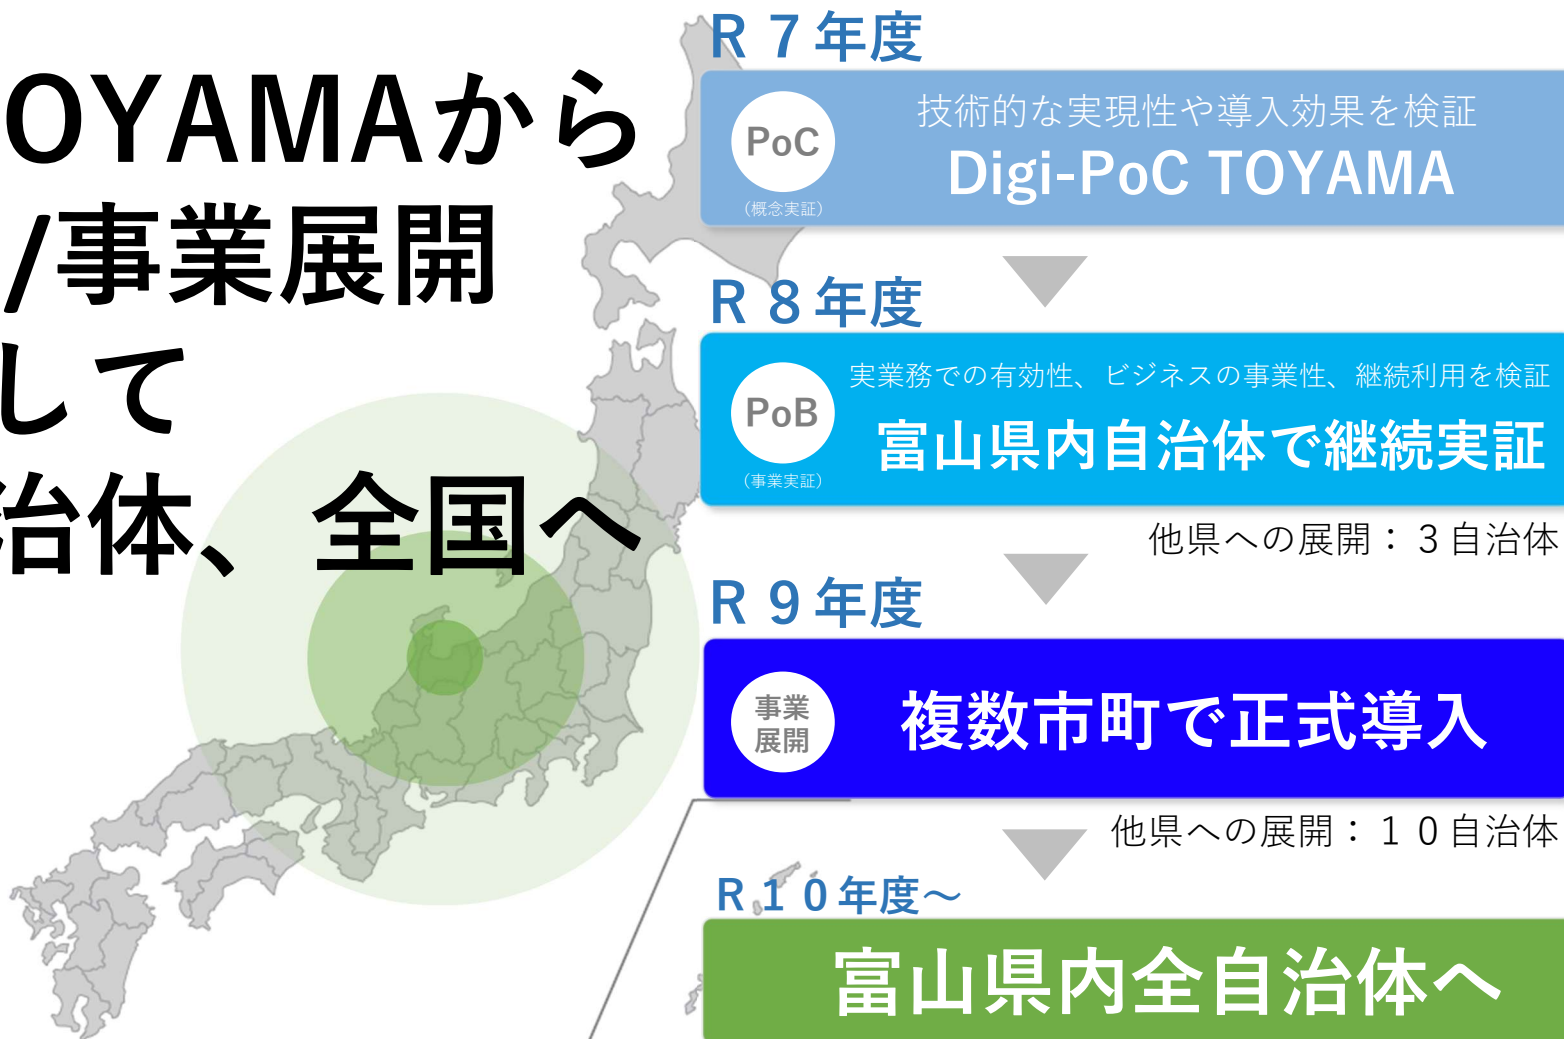 OYAMAから
/事業展開
して
治体、全国へ
R７年度
PoC
（概念実証）
技術的な実現性や導入効果を検証
Digi-PoC TOYAMA
R８年度
PoB
（事業実証）
実業務での有効性、ビジネスの事業性、継続利用を検証
富山県内自治体で継続実証
他県への展開：３自治体
R９年度
事業
展開
複数市町で正式導入
他県への展開：１０自治体
R１０年度～
富山県内全自治体へ